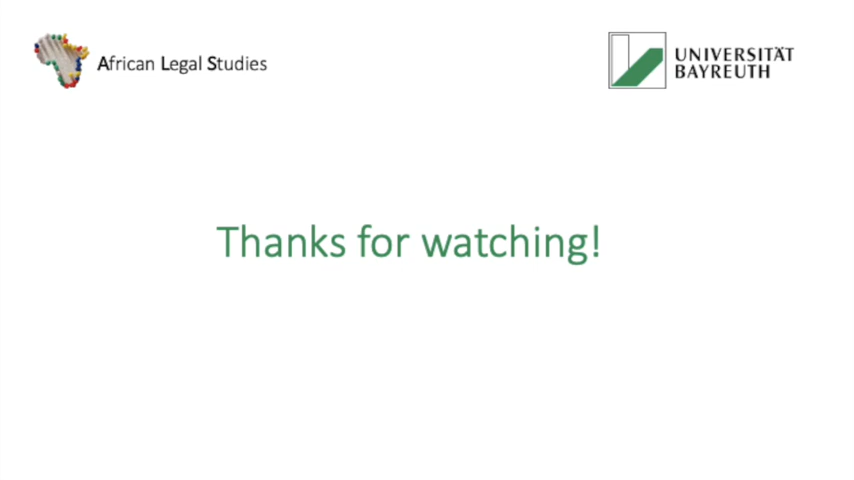 African Legal Studies
UNIVERSITÄT
BAYREUTH
Thanks for watching!